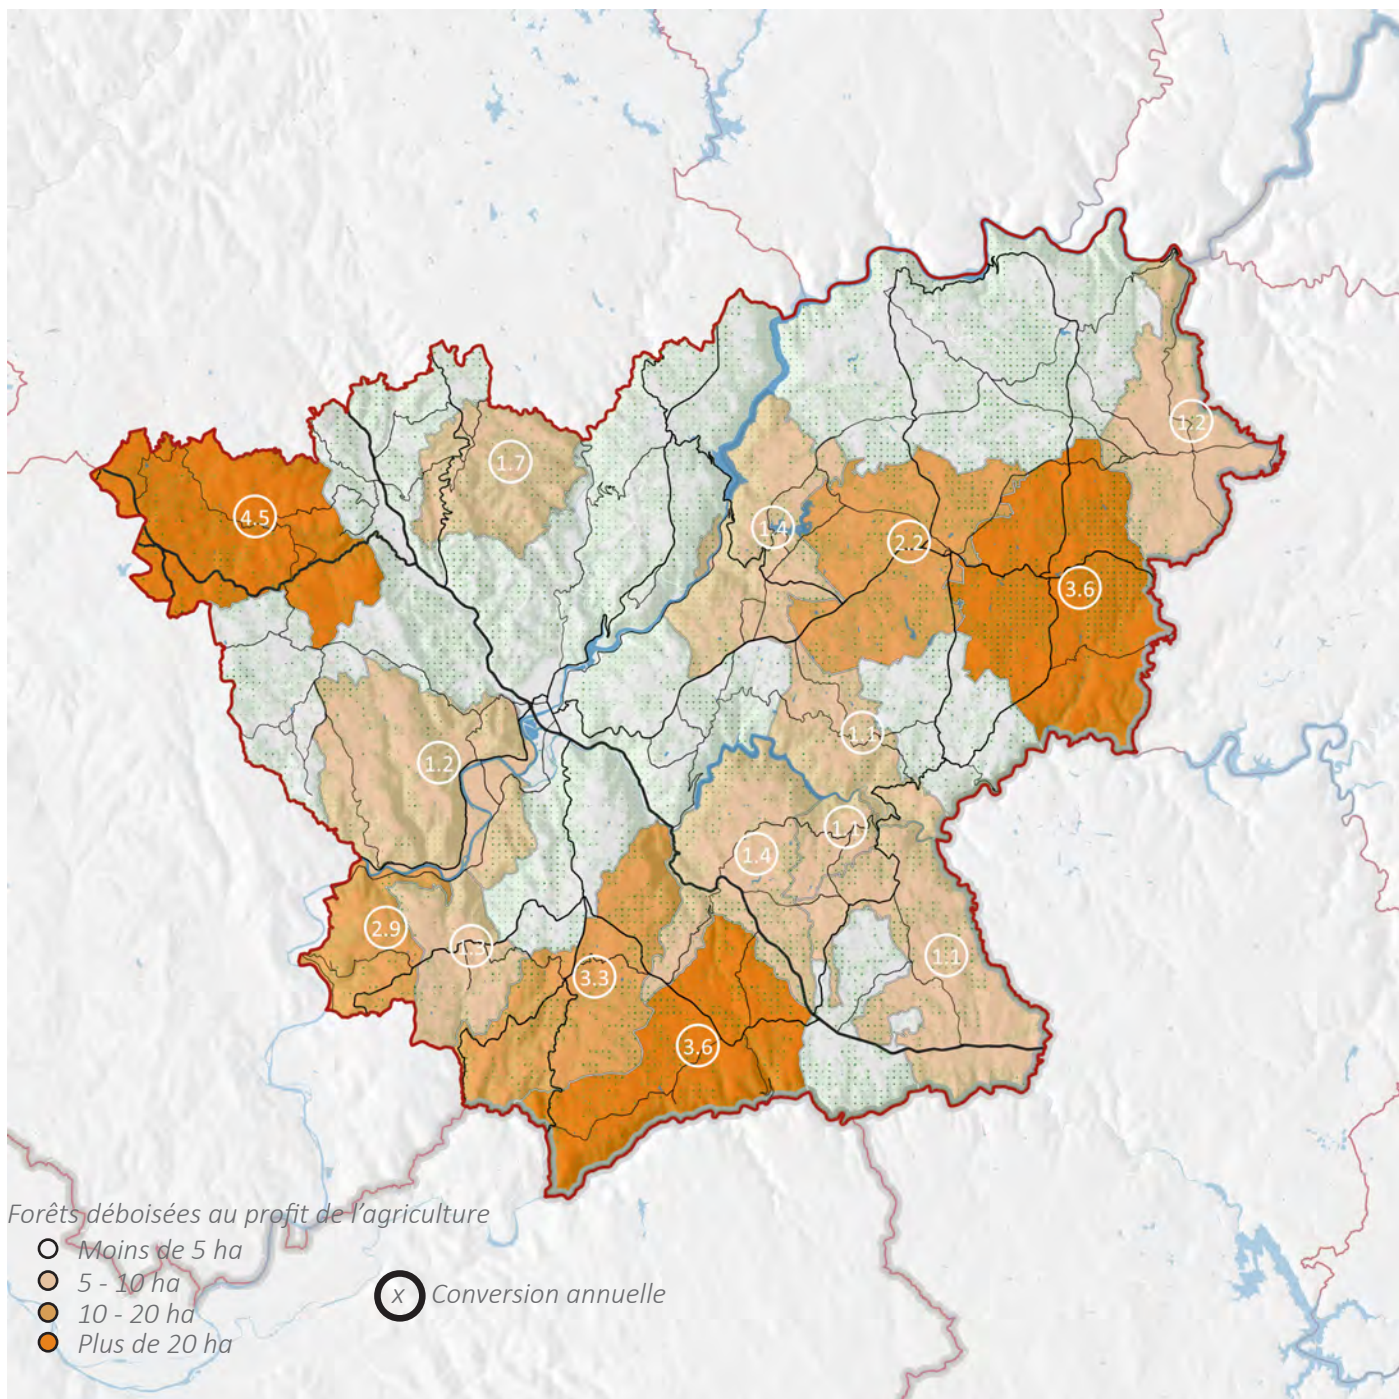 1.2
1.7
4.5
1.4
2.2
3.6
1.1
1.2
1.1
1.4
2.9
1.3
1.1
3.3
3.6
Forêts déboisées au profit de l'agriculture
Moins de 5 ha
5 - 10 ha
x Conversion annuelle
10 - 20 ha
Plus de 20 ha